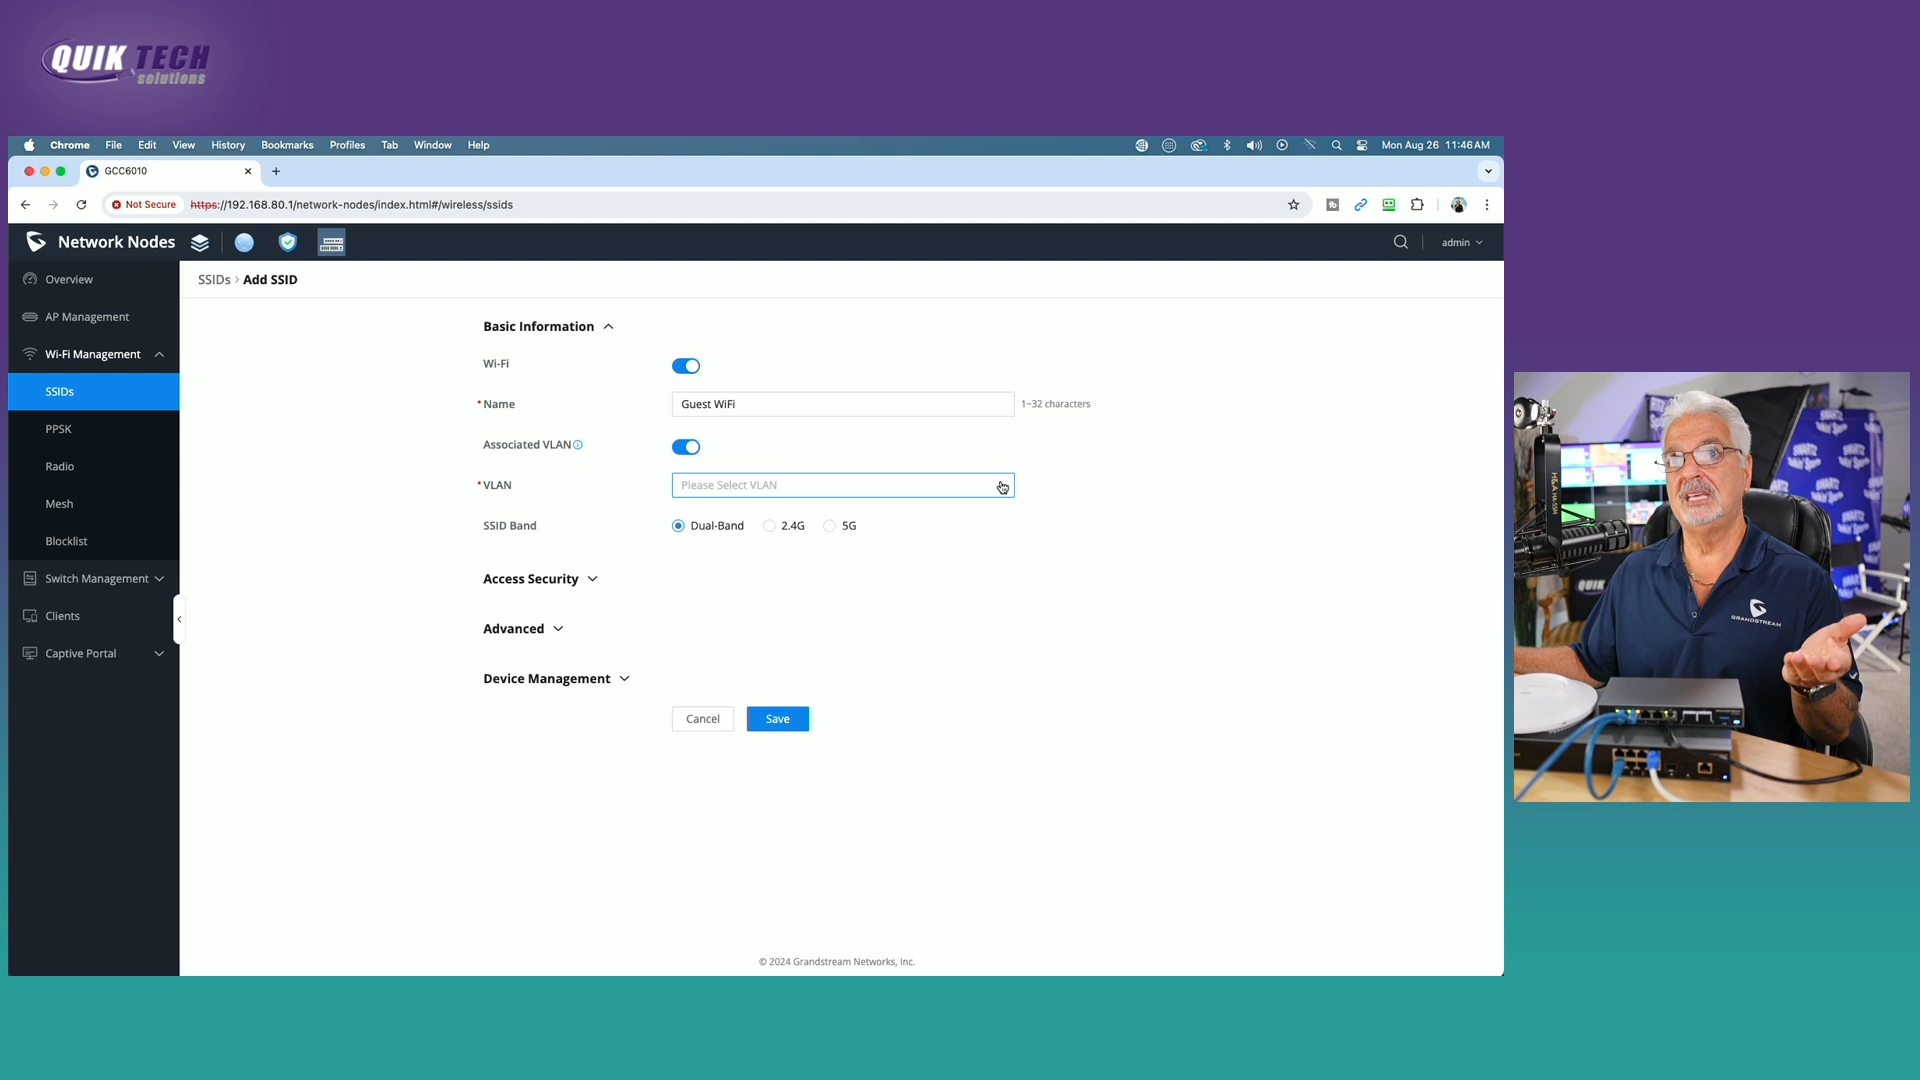 QUIK TECH
solutions
Chrome File Edit View History Bookmarks Profiles Tab Window Help
Mon Aug 26 11:46 AM
GCC6010
Not Secure https://192.168.80.1/network-nodes/index.html#/wireless/ssids
Network Nodes
admin
Overview
AP Management
Wi-Fi Management
SSIDs
PPSK
Radio
Mesh
Blocklist
Switch Management
Clients
Captive Portal
SSIDs › Add SSID
Basic Information
Wi-Fi
* Name Guest WiFi 1~32 characters
Associated VLAN
* VLAN Please Select VLAN
SSID Band Dual-Band 2.4G 5G
Access Security
Advanced
Device Management
Cancel Save
© 2024 Grandstream Networks, Inc.
QUIK
GRANDSTREAM